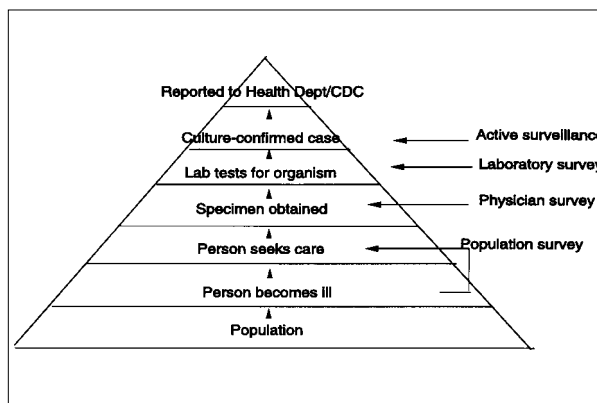 Reported to Health Dept/CDC
Culture-confirmed case
Active surveillance
Lab tests for organism
Laboratory survey
Specimen obtained
Physician survey
Person seeks care
Population survey
Person becomes ill
Population